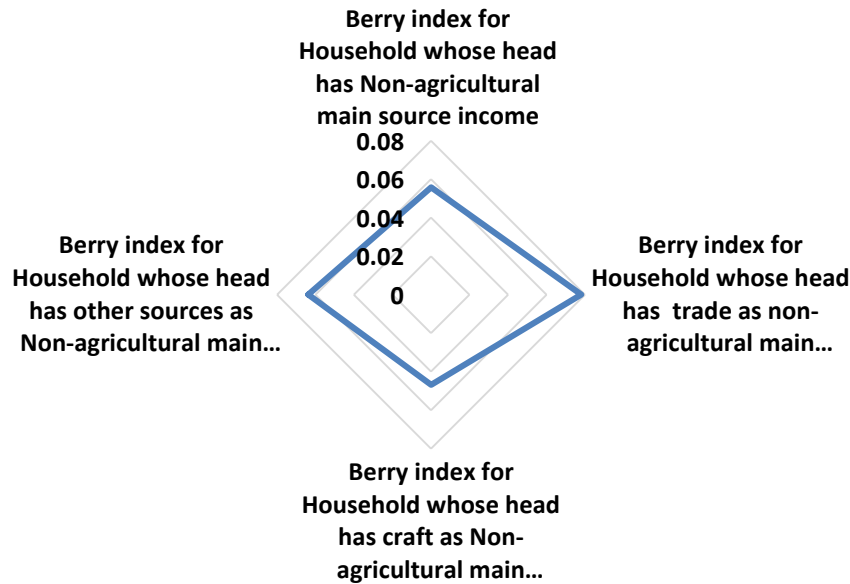 Berry index for
Household whose head
has Non-agricultural
main source income
0.08
0.06
0.04
0.02
0
Berry index for
Household whose head
has other sources as
Non-agricultural main...
Berry index for
Household whose head
has trade as non-
agricultural main...
Berry index for
Household whose head
has craft as Non-
agricultural main...